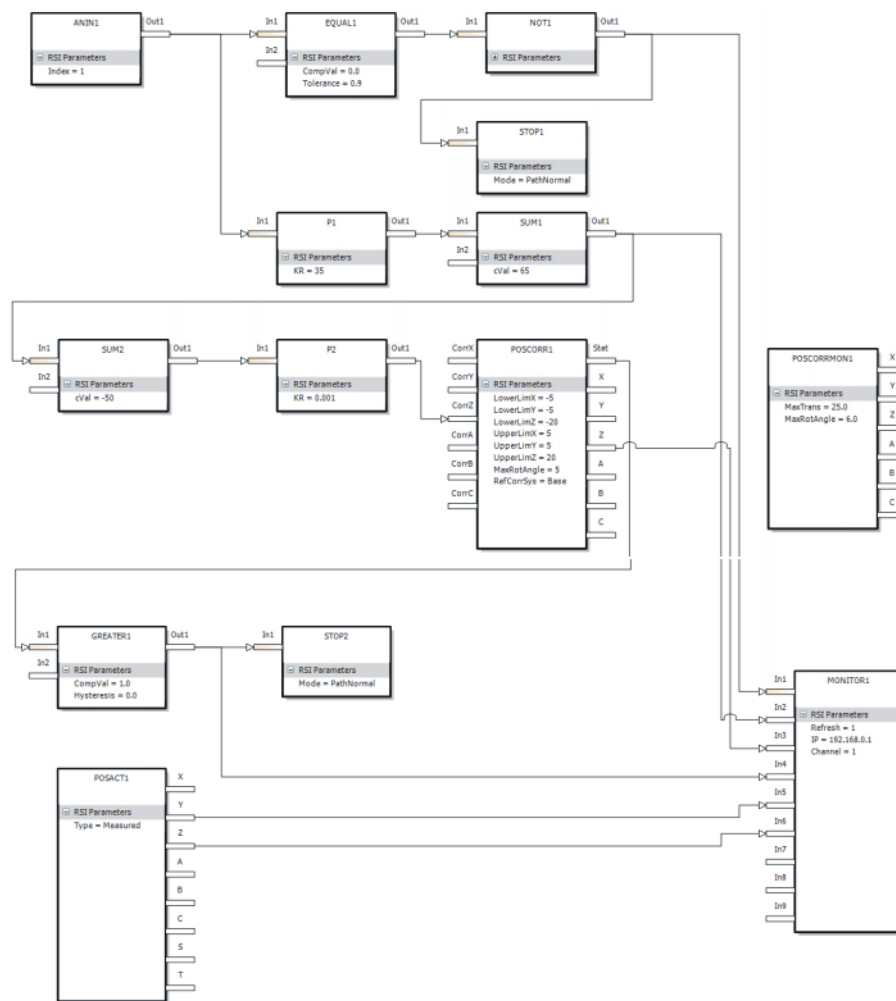 ANIN1
Out1
RSI Parameters
Index = 1
In1
In2
EQUAL1
Out1
RSI Parameters
CompVal = 0.0
Tolerance = 0.9
In1
NOT1
Out1
RSI Parameters
In1
STOP1
RSI Parameters
Mode = PathNormal
In1
P1
Out1
RSI Parameters
KR = 35
In1
In2
SUM1
Out1
RSI Parameters
cVal = 65
In1
In2
SUM2
Out1
RSI Parameters
cVal = -50
In1
P2
Out1
RSI Parameters
KR = 0.001
CorrX
CorrY
CorrZ
CorrA
CorrB
CorrC
POSCORR1
RSI Parameters
LowerLimX = -5
LowerLimY = -5
LowerLimZ = -20
UpperLimX = 5
UpperLimY = 5
UpperLimZ = 20
MaxRotAngle = 5
RefCorrSys = Base
Stat
X
Y
Z
A
B
C
POSCORRMON1
RSI Parameters
MaxTrans = 25.0
MaxRotAngle = 6.0
X
Y
Z
A
B
C
In1
In2
GREATER1
Out1
RSI Parameters
CompVal = 1.0
Hysteresis = 0.0
In1
STOP2
RSI Parameters
Mode = PathNormal
POSACT1
RSI Parameters
Type = Measured
X
Y
Z
A
B
C
S
T
In1
In2
In3
In4
In5
In6
In7
In8
In9
MONITOR1
RSI Parameters
Refresh = 1
IP = 192.168.0.1
Channel = 1